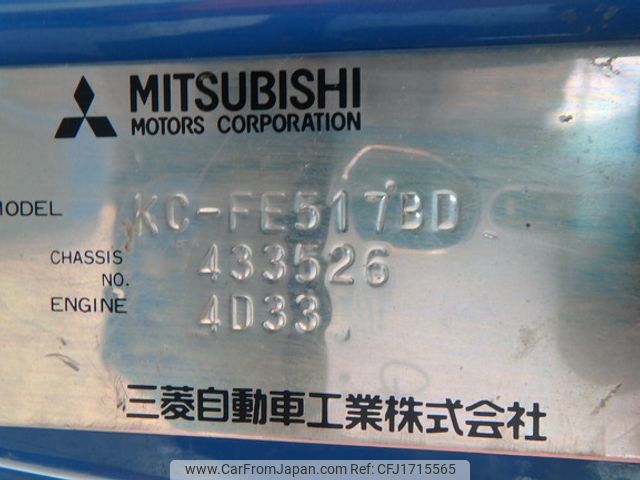 MITSUBISHI
MOTORS CORPORATION
MODEL KC-FE517BD
CHASSIS NO. 433526
ENGINE 4D33
三菱自動車工業株式会社
www.CarFromJapan.com CFJ1715565